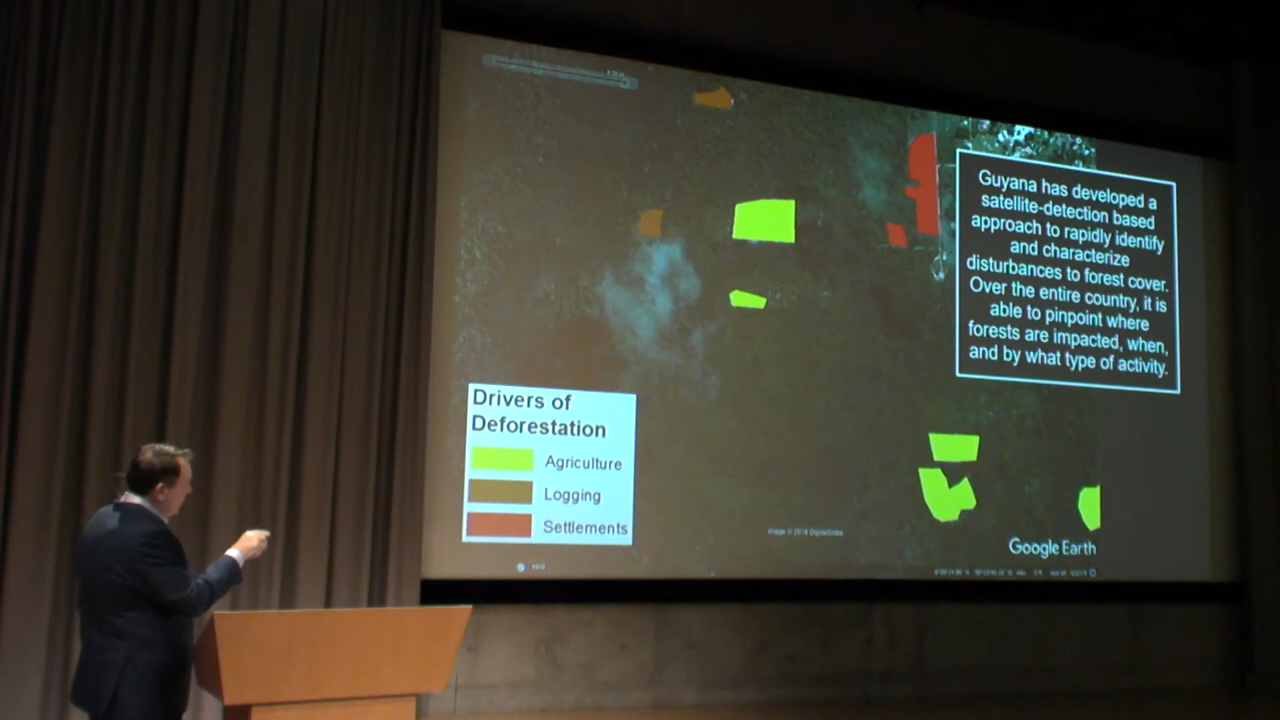 Guyana has developed a
satellite-detection based
approach to rapidly identify
and characterize
disturbances to forest cover.
Over the entire country, it is
able to pinpoint where
forests are impacted, when,
and by what type of activity.
Drivers of
Deforestation
Agriculture
Logging
Settlements
Google Earth